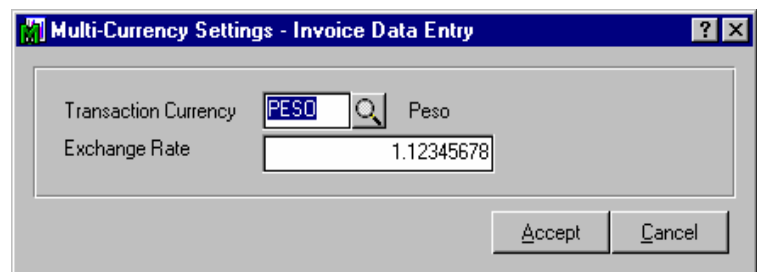 Multi-Currency Settings - Invoice Data Entry ? X
Transaction Currency PESO Peso
Exchange Rate 1.12345678
Accept Cancel